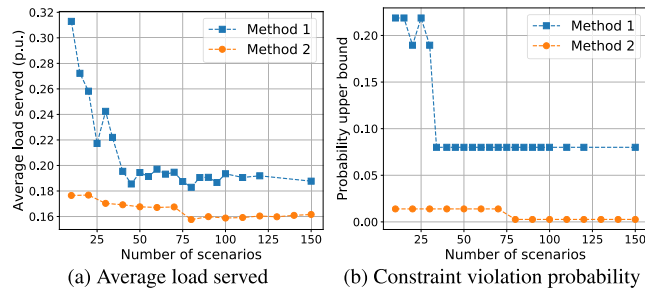 0.32
0.30
0.28
0.26
0.24
0.22
0.20
0.18
0.16
Average load served (p.u.)
Method 1
Method 2
25 50 75 100 125 150
Number of scenarios
(a) Average load served
0.20
0.15
0.10
0.05
0.00
Probability upper bound
Method 1
Method 2
25 50 75 100 125 150
Number of scenarios
(b) Constraint violation probability